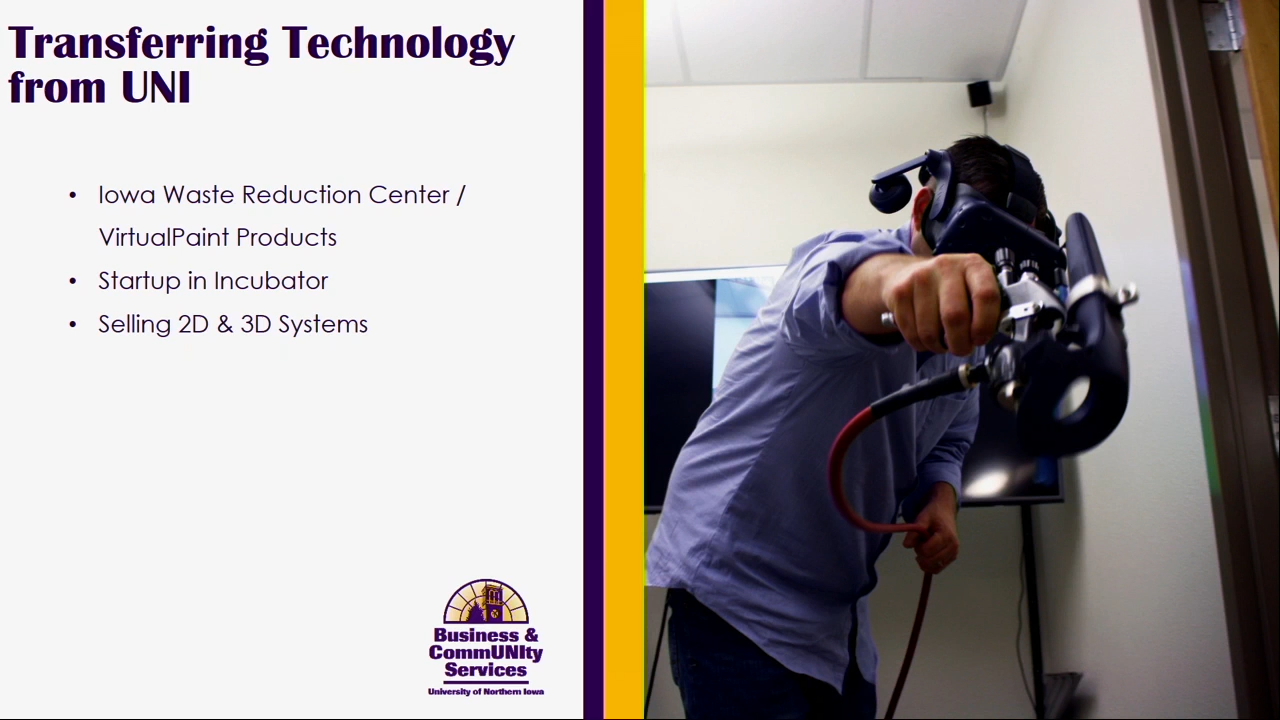 Transferring Technology
from UNI
• Iowa Waste Reduction Center /
VirtualPaint Products
• Startup in Incubator
• Selling 2D & 3D Systems
Business &
CommUNIty
Services
University of Northern Iowa